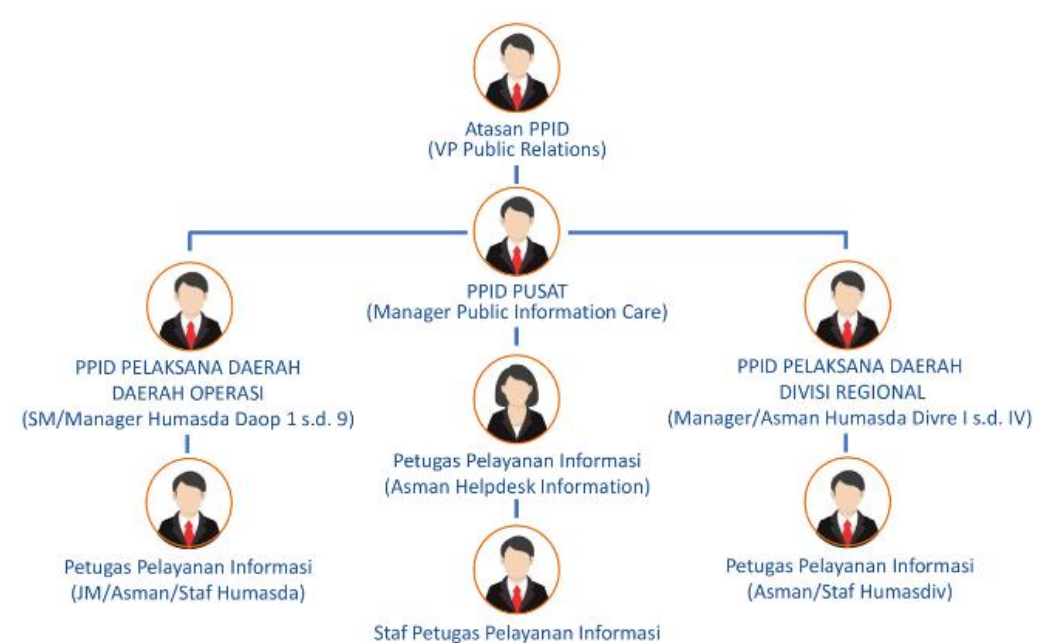 Atasan PPID
(VP Public Relations)
PPID PUSAT
(Manager Public Information Care)
PPID PELAKSANA DAERAH
DAERAH OPERASI
(SM/Manager Humasda Daop 1 s.d. 9)
PPID PELAKSANA DAERAH
DIVISI REGIONAL
(Manager/Asman Humasda Divre I s.d. IV)
Petugas Pelayanan Informasi
(Asman Helpdesk Information)
Petugas Pelayanan Informasi
(JM/Asman/Staf Humasda)
Petugas Pelayanan Informasi
(Asman/Staf Humasdiv)
Staf Petugas Pelayanan Informasi